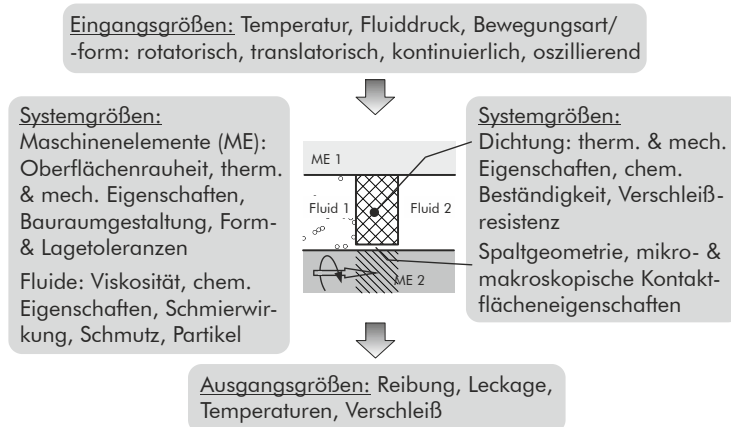 Eingangsgrößen: Temperatur, Fluiddruck, Bewegungsart/
-form: rotatorisch, translatorisch, kontinuierlich, oszillierend
Systemgrößen:
Maschinenelemente (ME):
Oberflächenrauheit, therm.
& mech. Eigenschaften,
Bauraumgestaltung, Form-
& Lagetoleranzen
Fluide: Viskosität, chem.
Eigenschaften, Schmierwir-
kung, Schmutz, Partikel
ME 1
Fluid 1
Fluid 2
ME 2
Systemgrößen:
Dichtung: therm. & mech.
Eigenschaften, chem.
Beständigkeit, Verschleiß-
resistenz
Spaltgeometrie, mikro- &
makroskopische Kontakt-
flächeneigenschaften
Ausgangsgrößen: Reibung, Leckage,
Temperaturen, Verschleiß